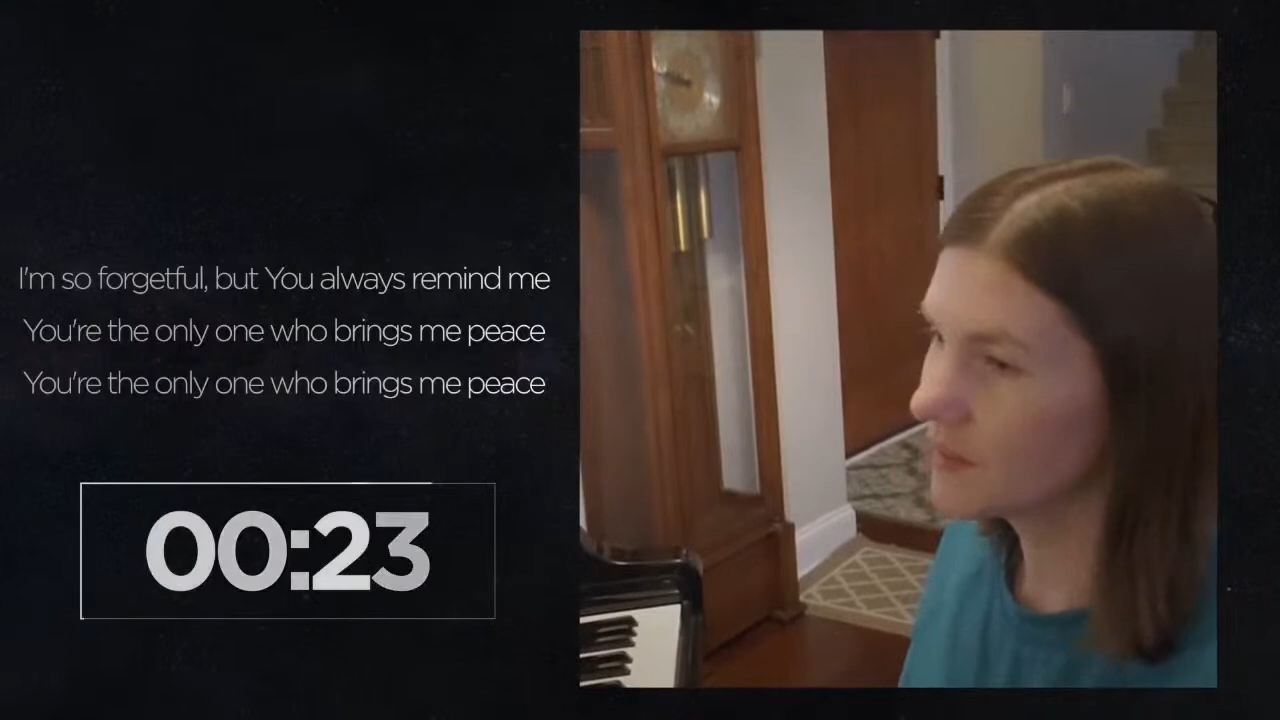 I'm so forgetful, but You always remind me
You're the only one who brings me peace
You're the only one who brings me peace
00:23